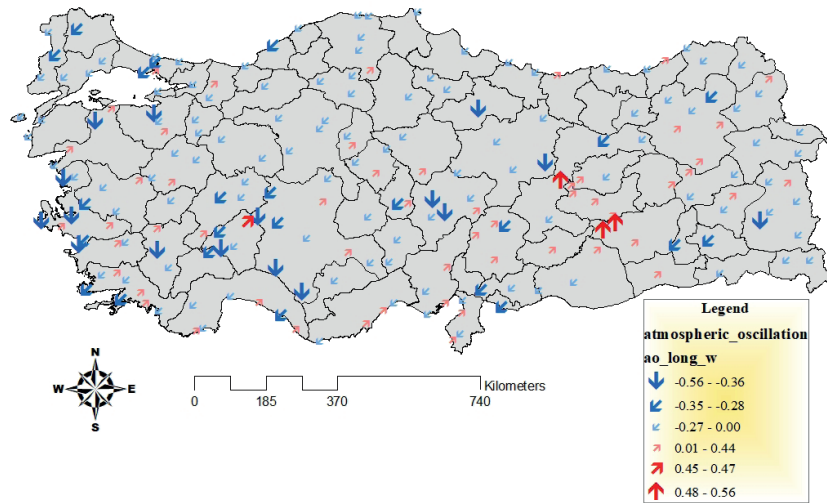 N
W E
S
Kilometers
0 185 370 740
Legend
atmospheric_oscillation
ao_long_w
-0.56 - -0.36
-0.35 - -0.28
-0.27 - 0.00
0.01 - 0.44
0.45 - 0.47
0.48 - 0.56